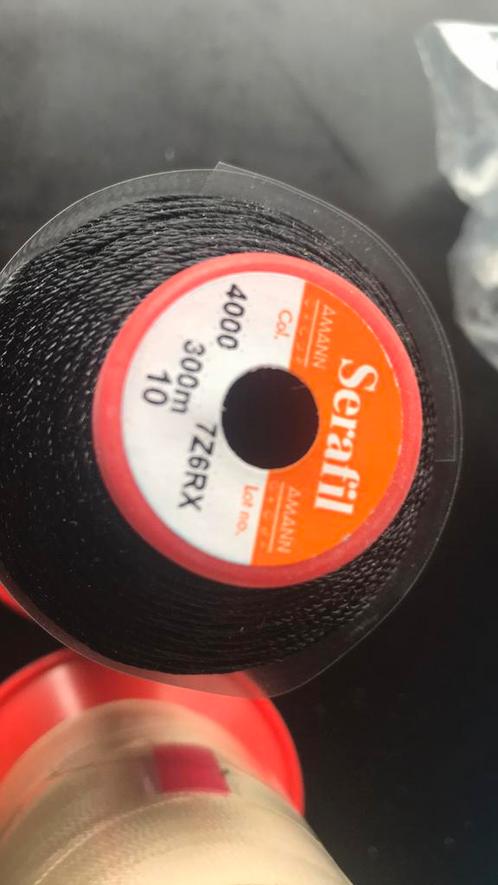 AMANN
Serafil
AMANN
Col.
Lot no.
4000
7Z6RX
300m
10